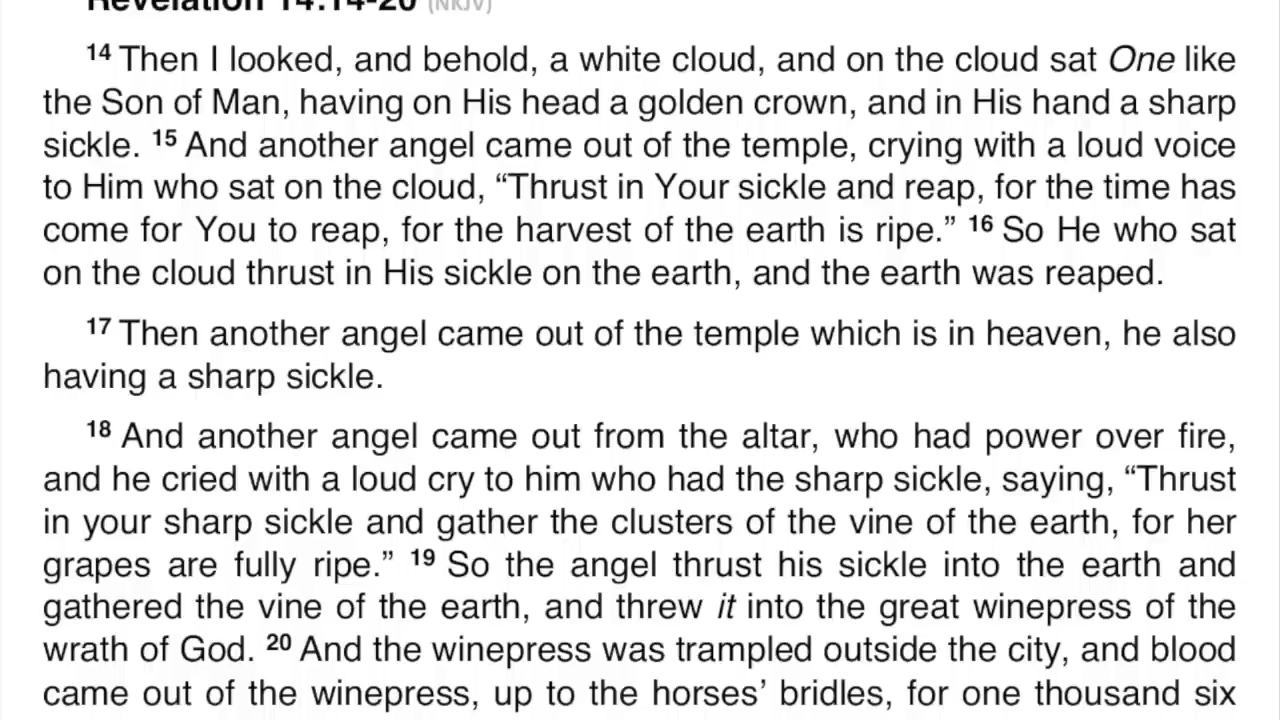 Revelation 14:14-20 (NKJV)
14 Then I looked, and behold, a white cloud, and on the cloud sat One like
the Son of Man, having on His head a golden crown, and in His hand a sharp
sickle. 15 And another angel came out of the temple, crying with a loud voice
to Him who sat on the cloud, “Thrust in Your sickle and reap, for the time has
come for You to reap, for the harvest of the earth is ripe.” 16 So He who sat
on the cloud thrust in His sickle on the earth, and the earth was reaped.
17 Then another angel came out of the temple which is in heaven, he also
having a sharp sickle.
18 And another angel came out from the altar, who had power over fire,
and he cried with a loud cry to him who had the sharp sickle, saying, “Thrust
in your sharp sickle and gather the clusters of the vine of the earth, for her
grapes are fully ripe.” 19 So the angel thrust his sickle into the earth and
gathered the vine of the earth, and threw it into the great winepress of the
wrath of God. 20 And the winepress was trampled outside the city, and blood
came out of the winepress, up to the horses’ bridles, for one thousand six